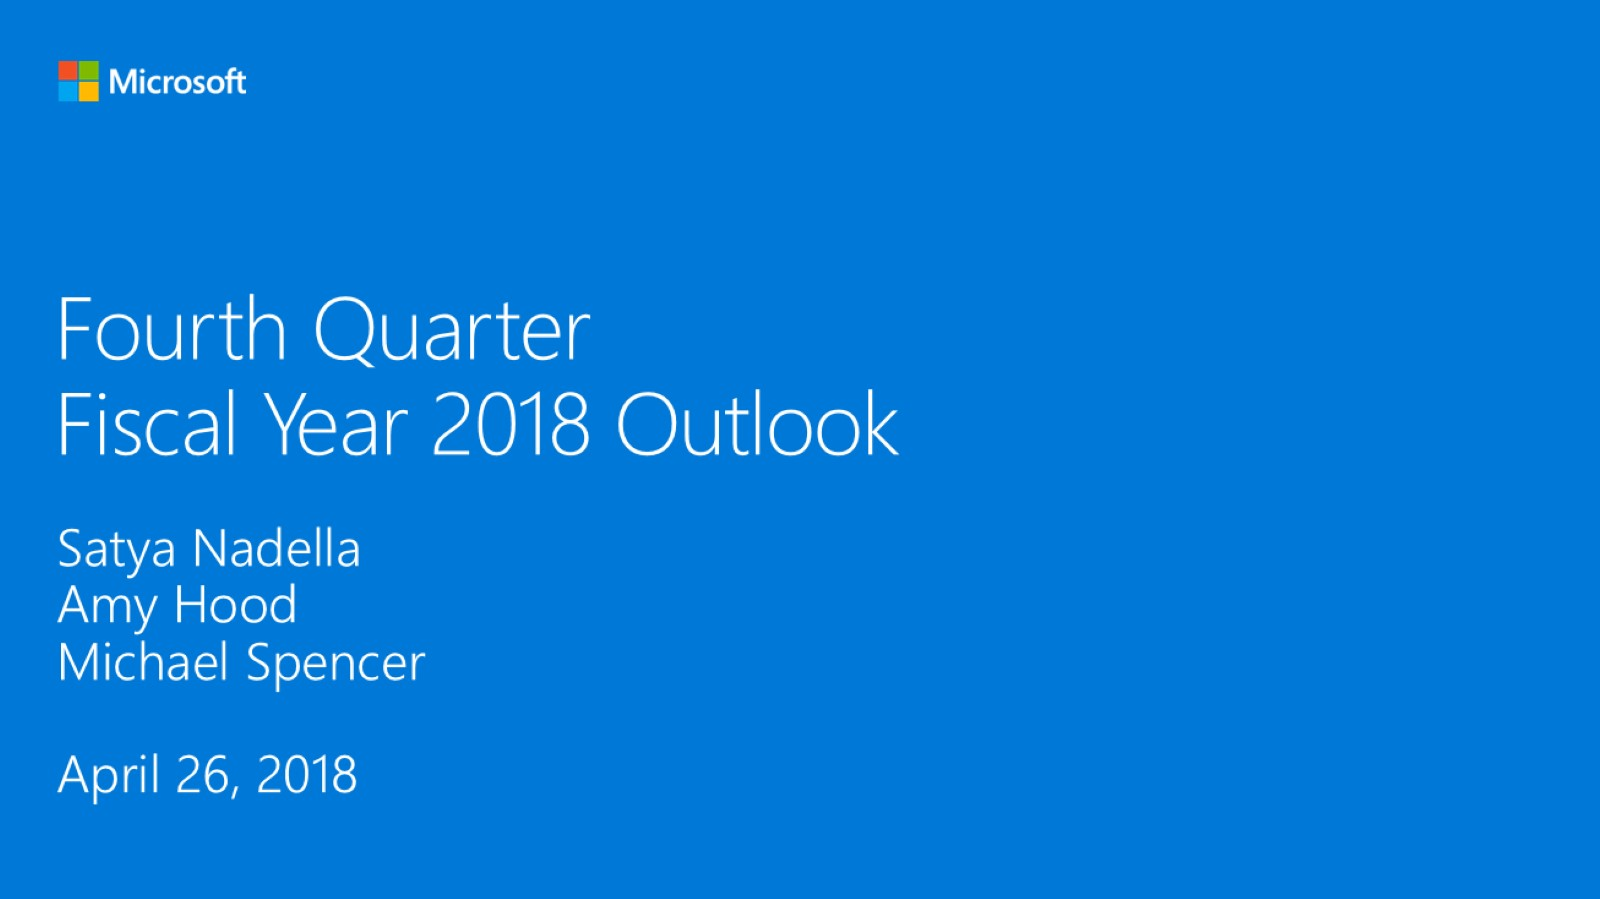 Microsoft
Fourth Quarter
Fiscal Year 2018 Outlook
Satya Nadella
Amy Hood
Michael Spencer
April 26, 2018